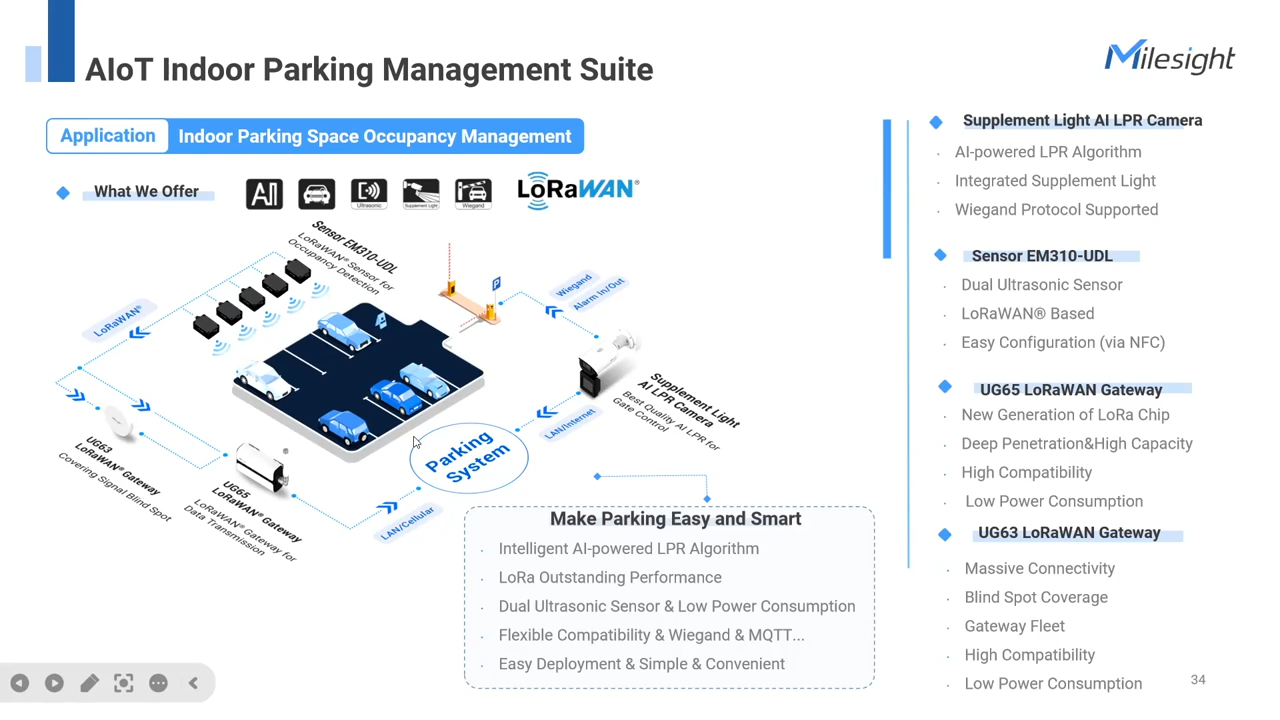 AIoT Indoor Parking Management Suite
Milesight
Application
Indoor Parking Space Occupancy Management
What We Offer
AI
Ultrasonic
Supplement Light
Wiegand
LoRaWAN®
Sensor EM310-UDL
LoRaWAN® Sensor for
Occupancy Detection
LoRaWAN®
P
Wiegand
Alarm In/Out
Supplement Light
AI LPR Camera
Best Quality AI LPR for
Gate Control
LAN/Internet
Parking
System
UG63
LoRaWAN® Gateway
Covering Signal Blind Spot
UG65
LoRaWAN® Gateway
LoRaWAN® Gateway for
Data Transmission
LAN/Cellular
Make Parking Easy and Smart
· Intelligent AI-powered LPR Algorithm
· LoRa Outstanding Performance
· Dual Ultrasonic Sensor & Low Power Consumption
· Flexible Compatibility & Wiegand & MQTT...
· Easy Deployment & Simple & Convenient
Supplement Light AI LPR Camera
· AI-powered LPR Algorithm
· Integrated Supplement Light
· Wiegand Protocol Supported
Sensor EM310-UDL
· Dual Ultrasonic Sensor
· LoRaWAN® Based
· Easy Configuration (via NFC)
UG65 LoRaWAN Gateway
· New Generation of LoRa Chip
· Deep Penetration&High Capacity
· High Compatibility
· Low Power Consumption
UG63 LoRaWAN Gateway
· Massive Connectivity
· Blind Spot Coverage
· Gateway Fleet
· High Compatibility
· Low Power Consumption
34